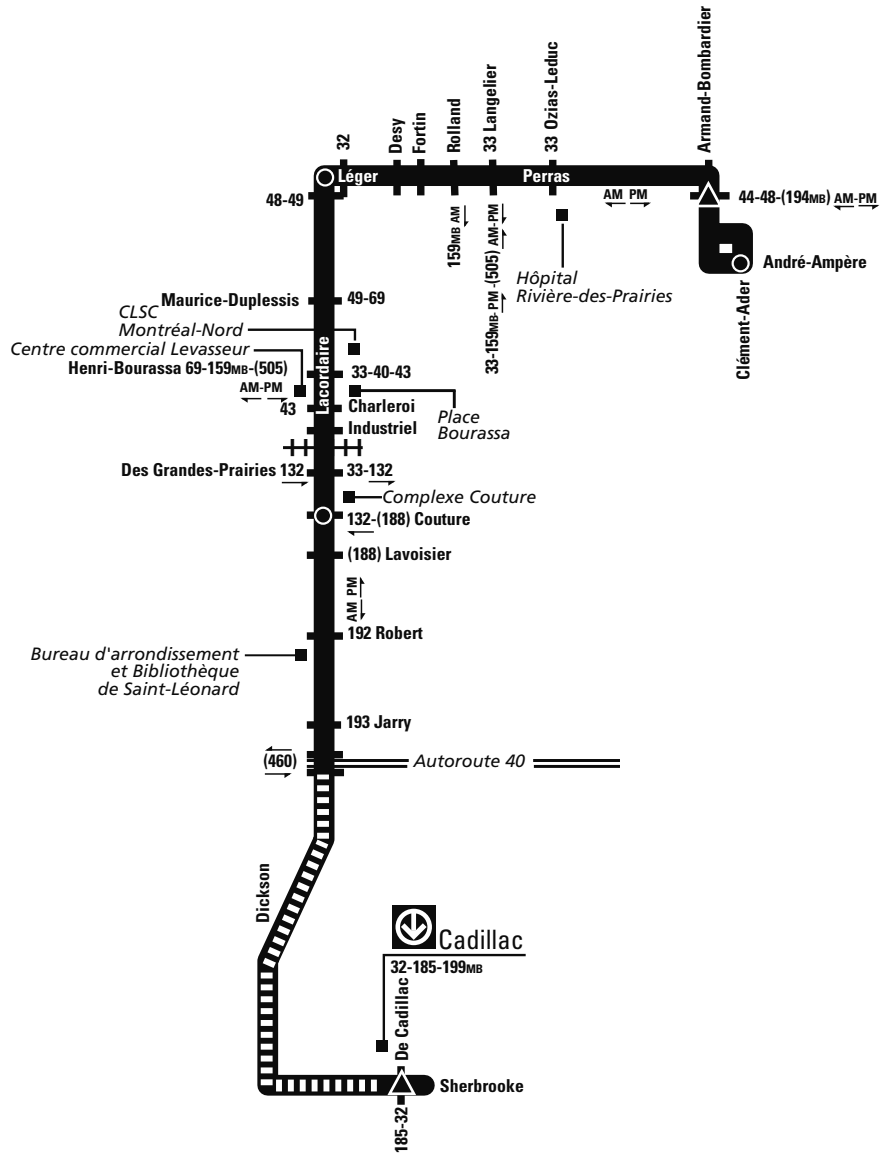 32
Desy
Fortin
Rolland
33 Langelier
33 Ozias-Leduc
Armand-Bombardier
Léger
Perras
48-49
159MB AM
33-159MB-PM-(505) AM-PM
AM PM
44-48-(194MB) AM-PM
Hôpital
Rivière-des-Prairies
André-Ampère
Clément-Ader
Maurice-Duplessis
49-69
CLSC
Montréal-Nord
Centre commercial Levasseur
Henri-Bourassa 69-159MB-(505)
33-40-43
AM-PM
Lacordaire
43
Charleroi
Place
Bourassa
Industriel
Des Grandes-Prairies 132
33-132
Complexe Couture
132-(188) Couture
(188) Lavoisier
AM PM
192 Robert
Bureau d'arrondissement
et Bibliothèque
de Saint-Léonard
193 Jarry
(460)
Autoroute 40
Dickson
Cadillac
32-185-199MB
De Cadillac
Sherbrooke
185-32